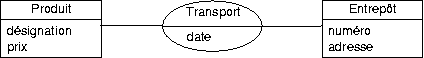 Produit
désignation
prix
Transport
date
Entrepôt
numéro
adresse